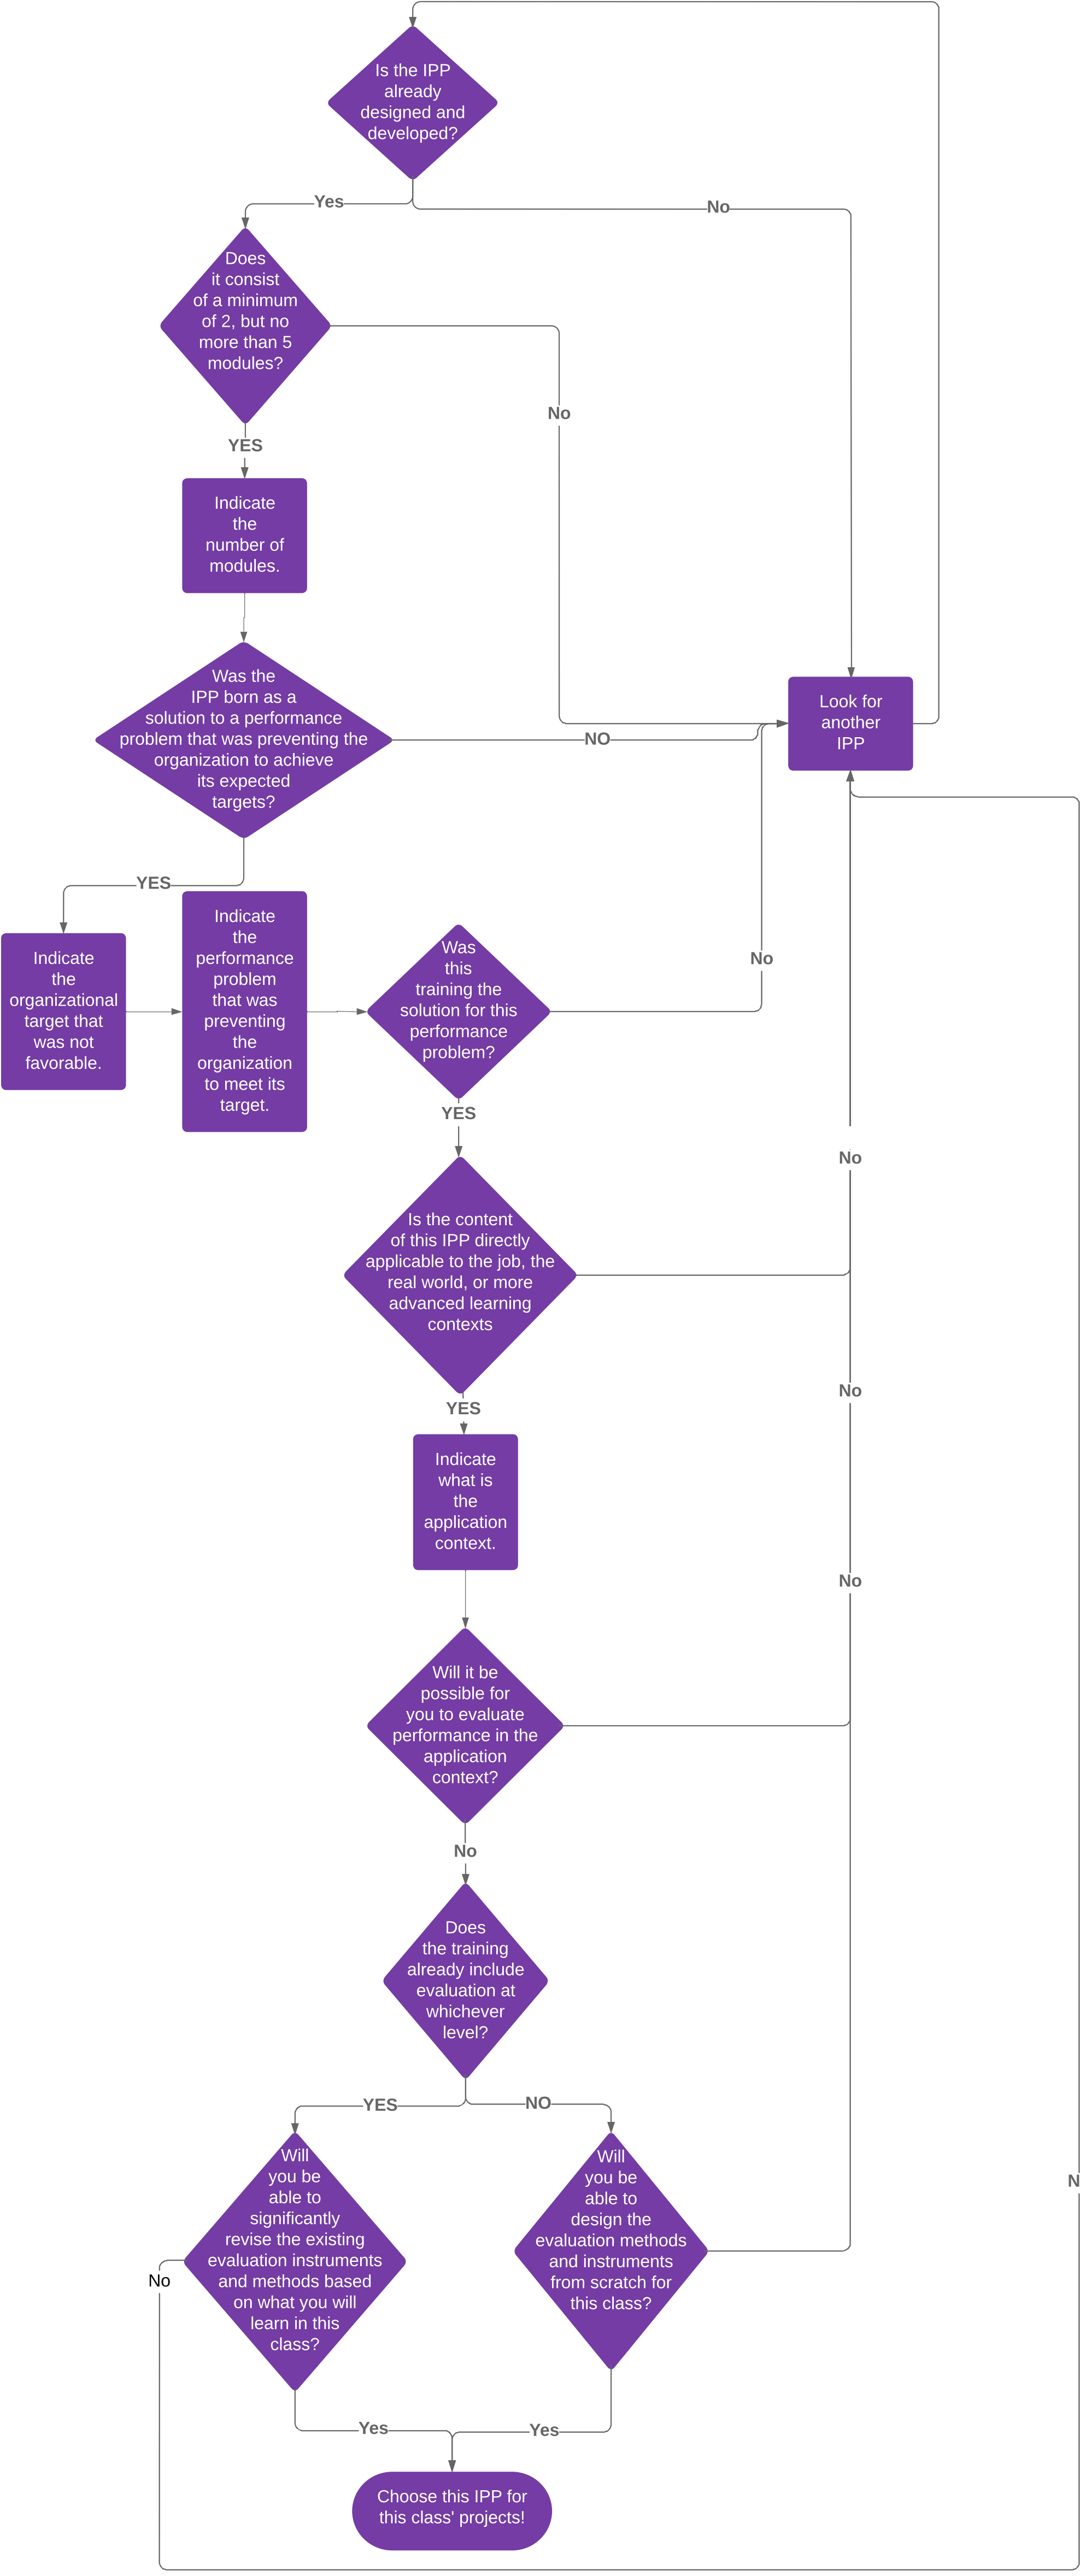 Is the IPP
already
designed and
developed?
Yes
No
Does
it consist
of a minimum
of 2, but no
more than 5
modules?
No
YES
Indicate
the
number of
modules.
Was the
IPP born as a
solution to a performance
problem that was preventing the
organization to achieve
its expected
targets?
NO
Look for
another
IPP
YES
Indicate
the
organizational
target that
was not
favorable.
Indicate
the
performance
problem
that was
preventing
the
organization
to meet its
target.
Was
this
training the
solution for this
performance
problem?
No
YES
No
Is the content
of this IPP directly
applicable to the job, the
real world, or more
advanced learning
contexts
No
YES
Indicate
what is
the
application
context.
No
Will it be
possible for
you to evaluate
performance in the
application
context?
No
Does
the training
already include
evaluation at
whichever
level?
YES
NO
Will
you be
able to
significantly
revise the existing
evaluation instruments
and methods based
on what you will
learn in this
class?
Will
you be
able to
design the
evaluation methods
and instruments
from scratch for
this class?
N
No
Yes
Yes
Choose this IPP for
this class' projects!